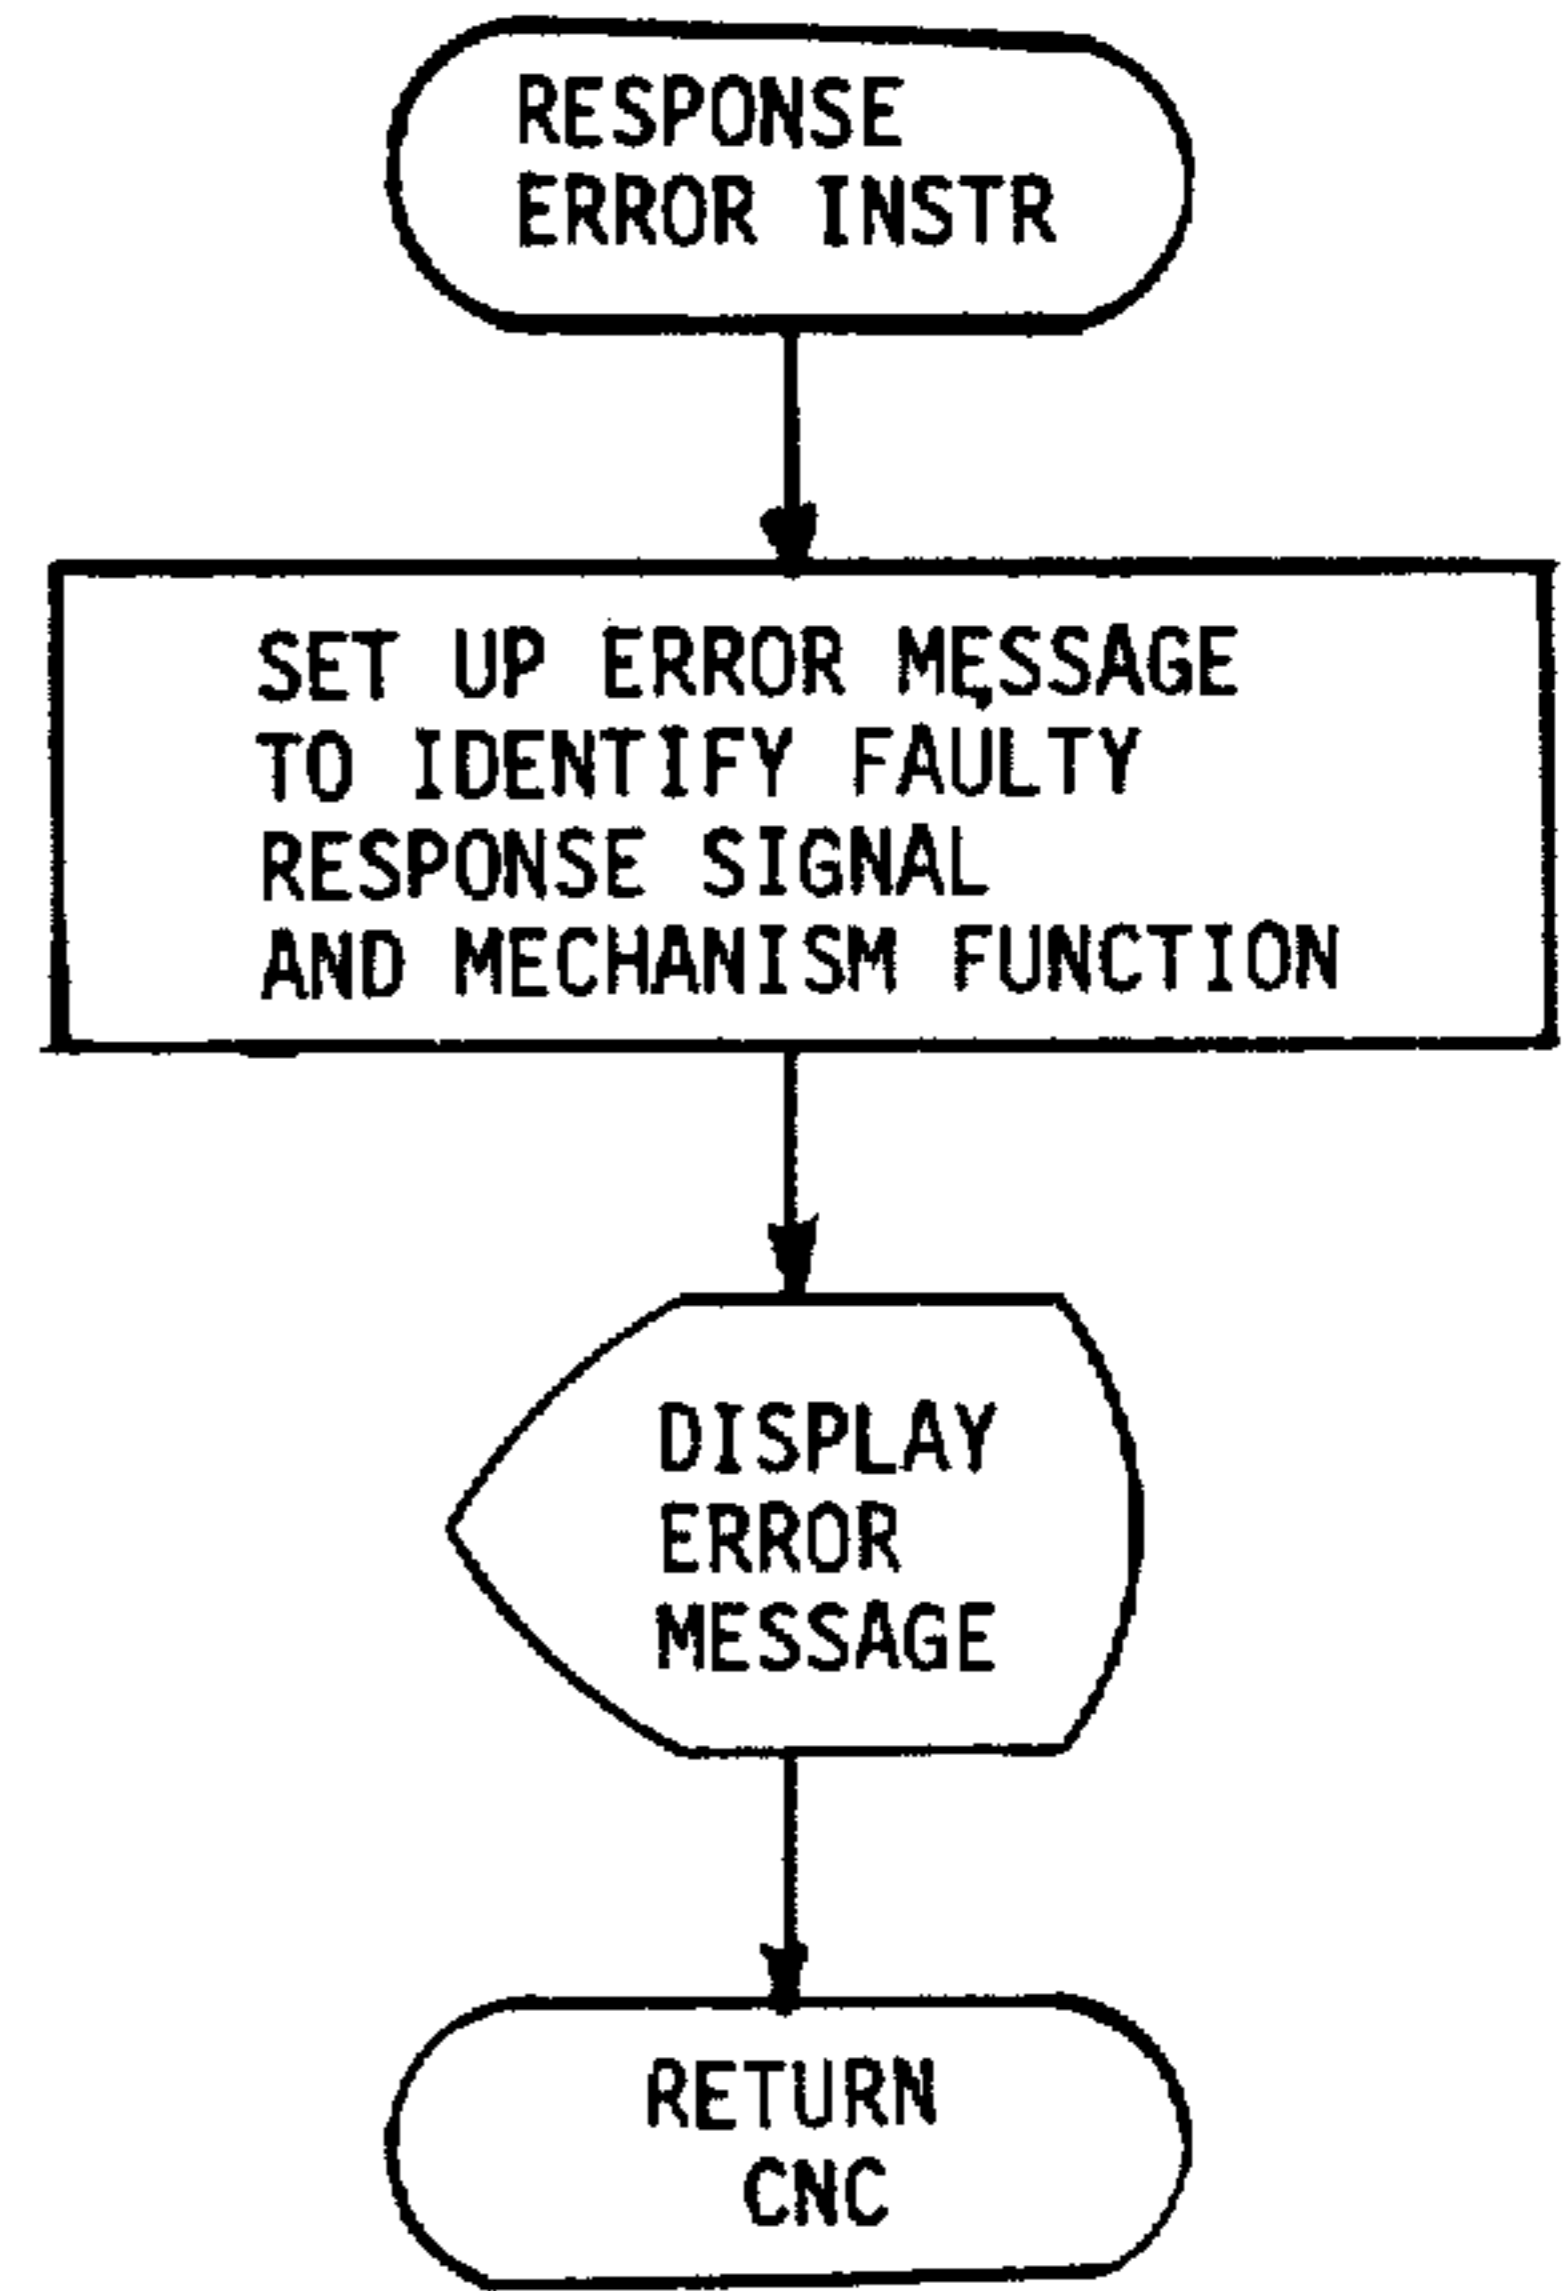 RESPONSE
ERROR INSTR
SET UP ERROR MESSAGE
TO IDENTIFY FAULTY
RESPONSE SIGNAL
AND MECHANISM FUNCTION
DISPLAY
ERROR
MESSAGE
RETURN
CNC